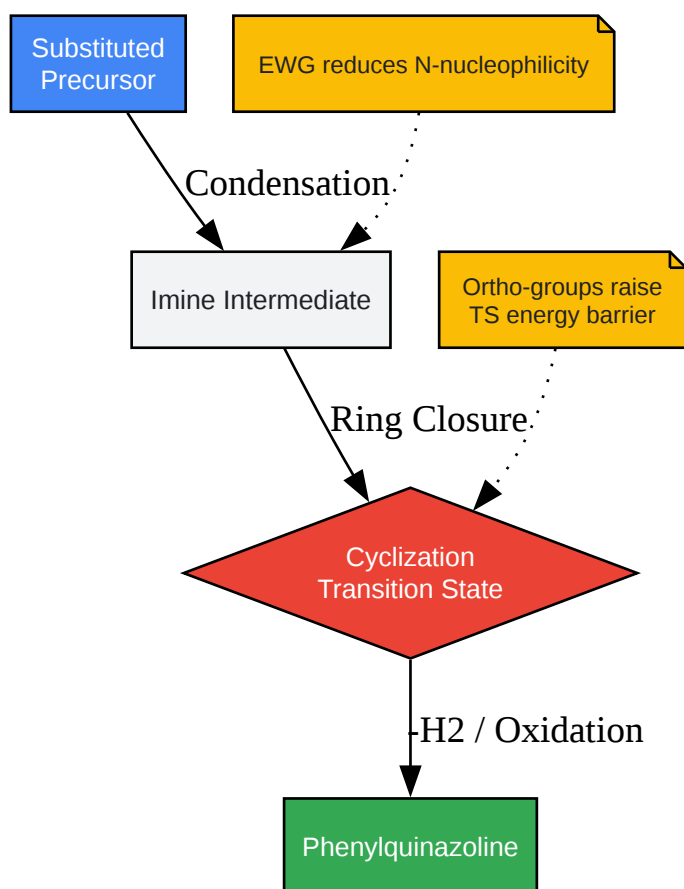 Substituted
Precursor
EWG reduces N-nucleophilicity
Condensation
Imine Intermediate
Ortho-groups raise
TS energy barrier
Ring Closure
Cyclization
Transition State
-H2 / Oxidation
Phenylquinazoline